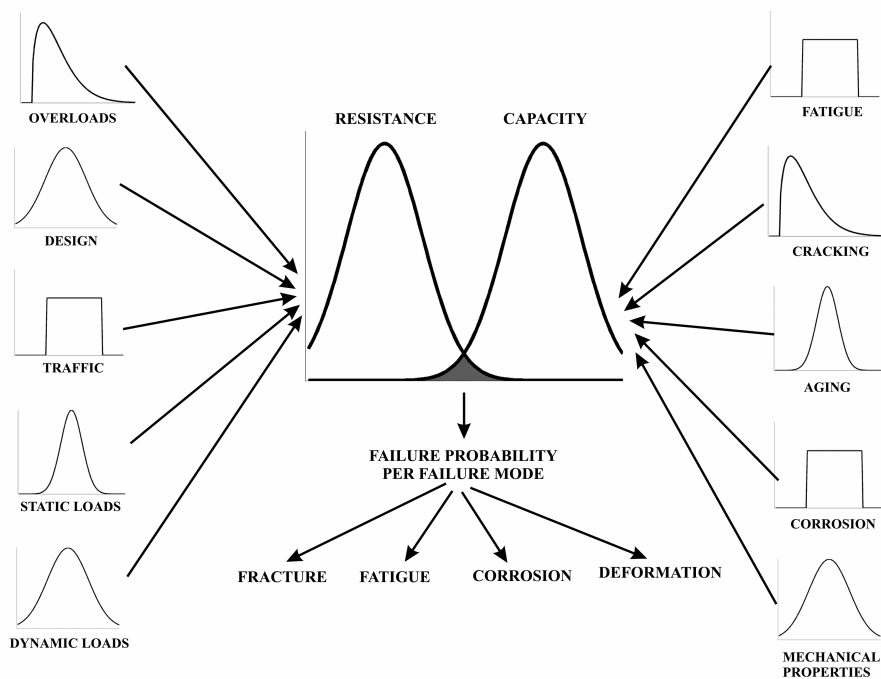 OVERLOADS
DESIGN
TRAFFIC
STATIC LOADS
DYNAMIC LOADS
RESISTANCE
CAPACITY
FAILURE PROBABILITY
PER FAILURE MODE
FRACTURE
FATIGUE
CORROSION
DEFORMATION
FATIGUE
CRACKING
AGING
CORROSION
MECHANICAL
PROPERTIES